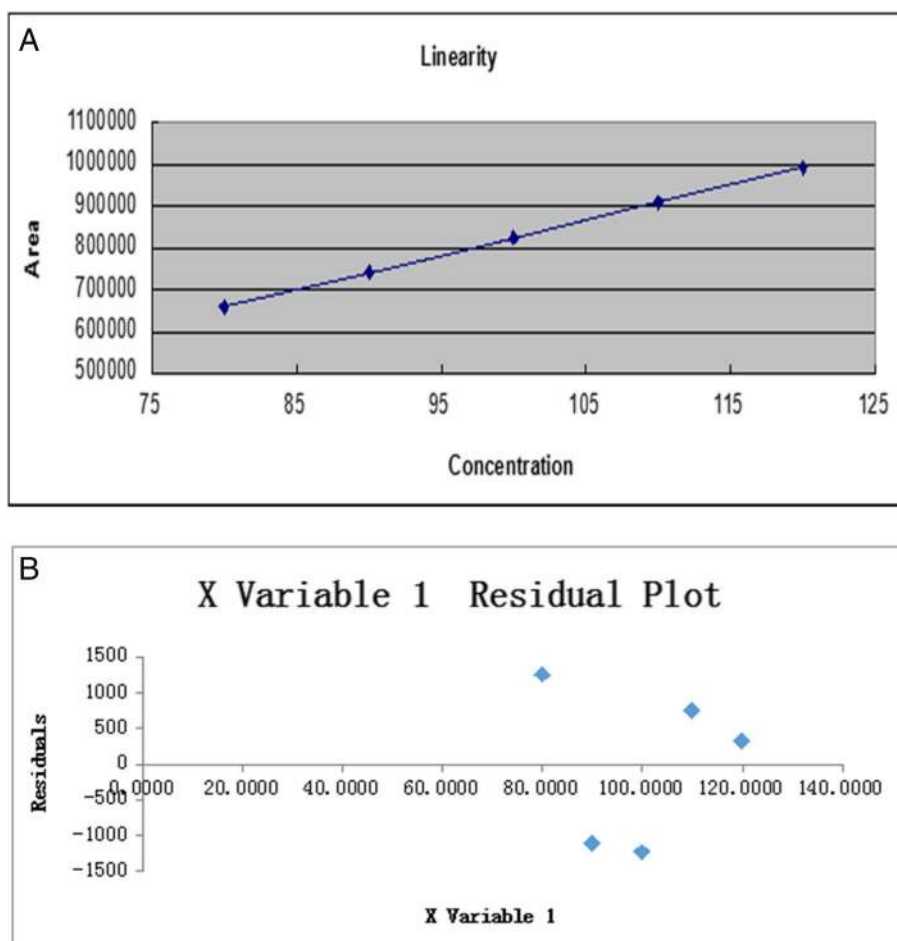 A
Linearity
1100000
1000000
900000
800000
700000
600000
500000
Area
75 85 95 105 115 125
Concentration
B
X Variable 1 Residual Plot
1500
1000
500
0
-500
-1000
-1500
Residuals
0.0000 20.0000 40.0000 60.0000 80.0000 100.0000 120.0000 140.0000
X Variable 1